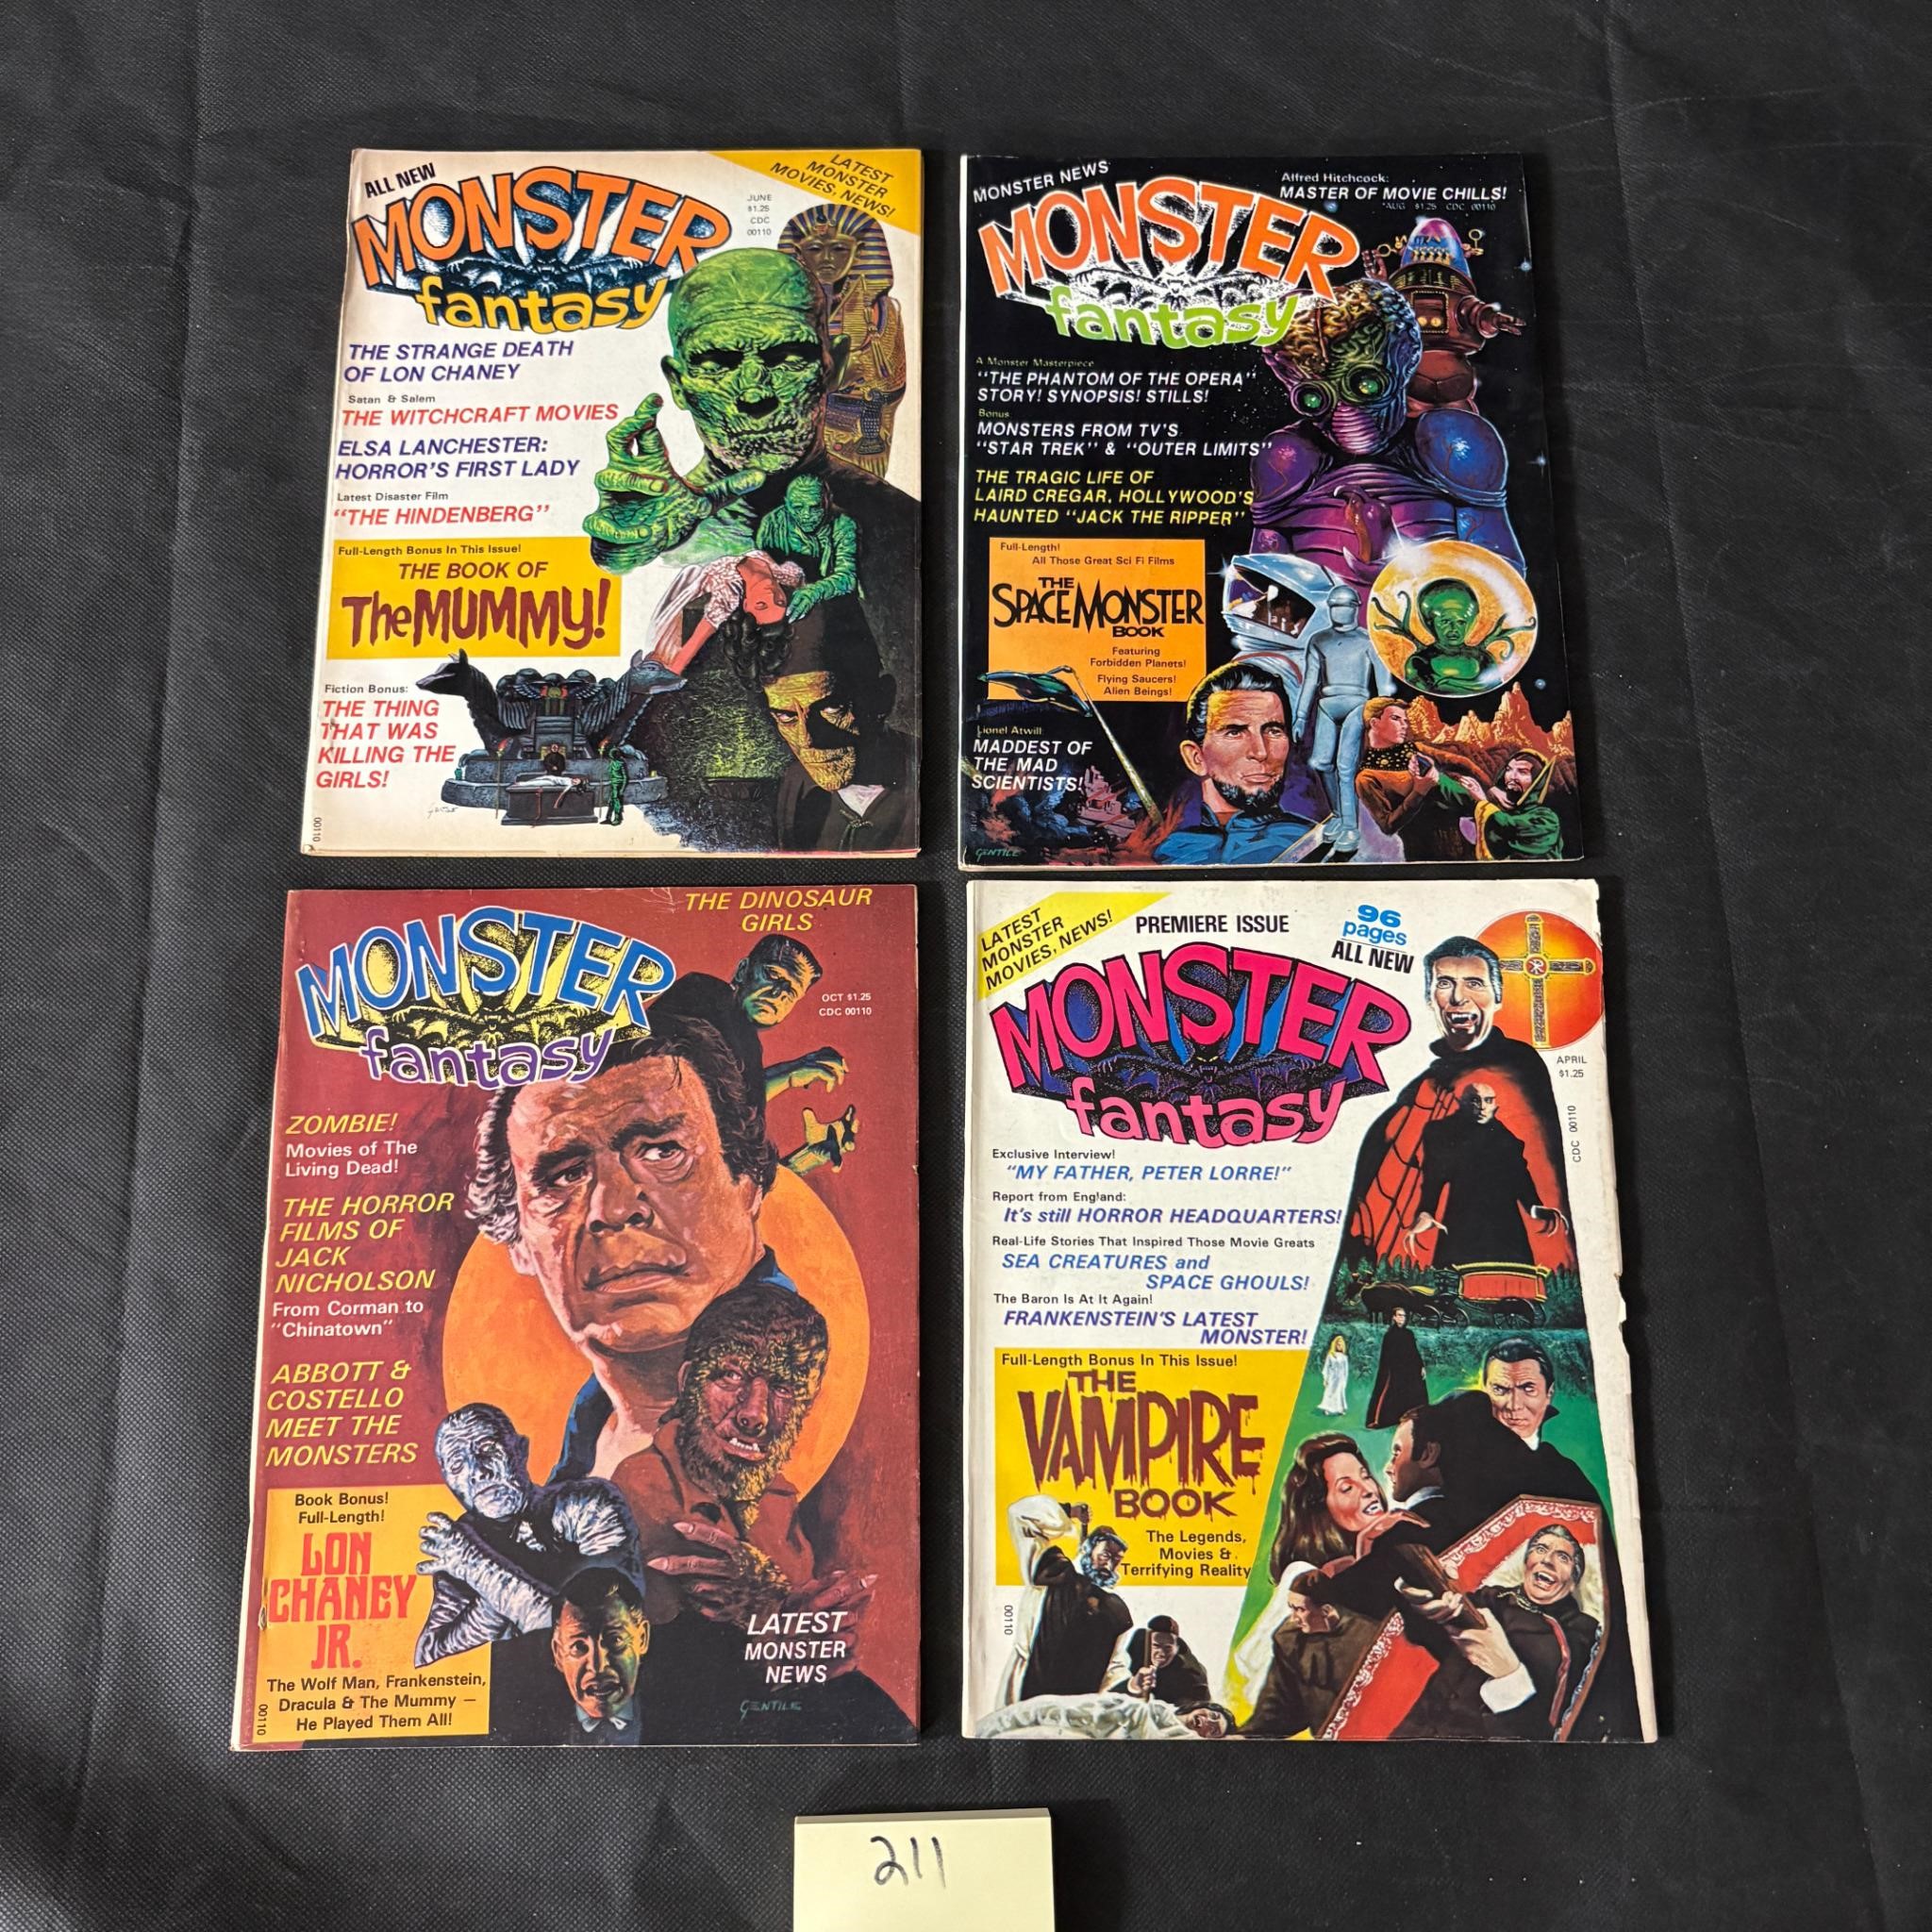 ALL NEW
MONSTER
fantasy
LATEST
MONSTER
MOVIES, NEWS!
JUNE
$1.25
CDC
00110
THE STRANGE DEATH
OF LON CHANEY
Satan & Salem
THE WITCHCRAFT MOVIES
ELSA LANCHESTER:
HORROR'S FIRST LADY
Latest Disaster Film
"THE HINDENBERG"
Full-Length Bonus In This Issue!
THE BOOK OF
The MUMMY!
Fiction Bonus:
THE THING
THAT WAS
KILLING THE
GIRLS!
00110
MONSTER NEWS
MONSTER
fantasy
Alfred Hitchcock:
MASTER OF MOVIE CHILLS!
AUG $1.25 CDC 00110
A Monster Masterpiece
"THE PHANTOM OF THE OPERA"
STORY! SYNOPSIS! STILLS!
Bonus
MONSTERS FROM TV'S
"STAR TREK" & "OUTER LIMITS"
THE TRAGIC LIFE OF
LAIRD CREGAR, HOLLYWOOD'S
HAUNTED "JACK THE RIPPER"
Full-Length!
All Those Great Sci Fi Films
THE
SPACE MONSTER
BOOK
Featuring
Forbidden Planets!
Flying Saucers!
Alien Beings!
Lionel Atwill:
MADDEST OF
THE MAD
SCIENTISTS!
GENTILE
THE DINOSAUR
GIRLS
MONSTER
fantasy
OCT $1.25
CDC 00110
ZOMBIE!
Movies of The
Living Dead!
THE HORROR
FILMS OF
JACK
NICHOLSON
From Corman to
"Chinatown"
ABBOTT &
COSTELLO
MEET THE
MONSTERS
Book Bonus!
Full-Length!
LON
CHANEY
JR.
The Wolf Man, Frankenstein,
Dracula & The Mummy —
He Played Them All!
00110
LATEST
MONSTER
NEWS
GENTILE
LATEST
MONSTER
MOVIES, NEWS!
PREMIERE ISSUE
96
pages
ALL NEW
MONSTER
fantasy
APRIL
$1.25
CDC 00110
Exclusive Interview!
"MY FATHER, PETER LORRE!"
Report from England:
It's still HORROR HEADQUARTERS!
Real-Life Stories That Inspired Those Movie Greats
SEA CREATURES and
SPACE GHOULS!
The Baron Is At It Again!
FRANKENSTEIN'S LATEST
MONSTER!
Full-Length Bonus In This Issue!
THE
VAMPIRE
BOOK
The Legends,
Movies &
Terrifying Reality
00110
211